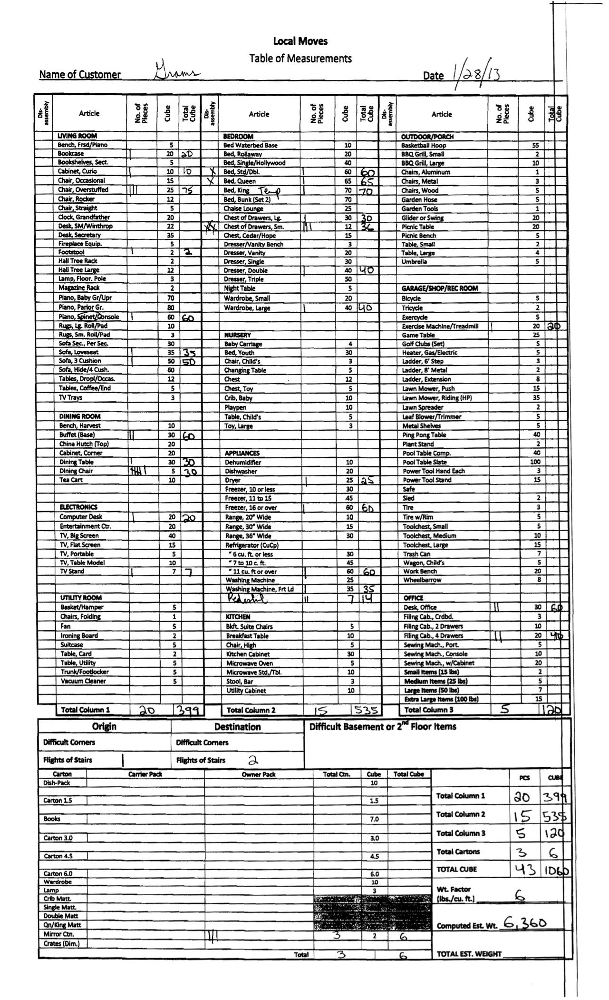 Local Moves
Table of Measurements
Name of Customer Grams Date 1/28/13
Dis-assembly Article No. of Pieces Cube Total Cube Dis-assembly Article No. of Pieces Cube Total Cube Dis-assembly Article No. of Pieces Cube Total Cube
LIVING ROOM
Bench, Frsd/Piano 5
Bookcase | 20 20
Bookshelves, Sect. 5
Cabinet, Curio | 10 10
Chair, Occasional 15
Chair, Overstuffed |||| 25 75
Chair, Rocker 12
Chair, Straight 5
Clock, Grandfather 20
Desk, SM/Winthrop 22
Desk, Secretary 35
Fireplace Equip. 5
Footstool | 2 2
Hall Tree Rack 2
Hall Tree Large 12
Lamp, Floor. Pole 3
Magazine Rack 2
Piano, Baby Gr/Upr 70
Piano, Parlor Gr. 80
Piano, Spinet/Console | 60 60
Rugs, Lg. Roll/Pad 10
Rugs, Sm. Roll/Pad 3
Sofa Sec., Per Sec. 30
Sofa, Loveseat | 35 35
Sofa, 3 Cushion | 50 50
Sofa, Hide/4 Cush. 60
Tables, Dropl/Occas. 12
Tables, Coffee/End 5
TV Trays 3
DINING ROOM
Bench, Harvest 10
Buffet (Base) || 30 60
China Hutch (Top) 20
Cabinet, Corner 20
Dining Table | 30 30
Dining Chair |||| | 5 30
Tea Cart 10
ELECTRONICS
Computer Desk | 20 20
Entertainment Ctr. 20
TV, Big Screen 40
TV, Flat Screen 15
TV, Portable 5
TV, Table Model 10
TV Stand | 7 7
UTILITY ROOM
Basket/Hamper 5
Chairs, Folding 1
Fan 5
Ironing Board 2
Suitcase 5
Table, Card 2
Table, Utility 5
Trunk/Footlocker 5
Vacuum Cleaner 5
Total Column 1 20 399
BEDROOM
Bed Waterbed Base 10
Bed, Rollaway 20
Bed, Single/Hollywood 40
X Bed, Std/Dbl. | 60 60
X Bed, Queen | 65 65
Bed, King Temp | 70 70
Bed, Bunk (Set 2) 70
Chaise Lounge 25
Chest of Drawers, Lg. | 30 30
XX Chest of Drawers, Sm. ||| 12 36
Chest, Cedar/Hope 15
Dresser/Vanity Bench 3
Dresser, Vanity 20
Dresser, Single 30
Dresser, Double | 40 40
Dresser, Triple 50
Night Table 5
Wardrobe, Small 20
Wardrobe, Large | 40 40
NURSERY
Baby Carriage 4
Bed, Youth 30
Chair, Child's 3
Changing Table 5
Chest 12
Chest, Toy 5
Crib, Baby 10
Playpen 10
Table, Child's 5
Toy, Large 3
APPLIANCES
Dehumidifier 10
Dishwasher 20
Dryer | 25 25
Freezer, 10 or less 30
Freezer, 11 to 15 45
Freezer, 16 or over | 60 60
Range, 20" Wide 10
Range, 30" Wide 15
Range, 36" Wide 30
Refrigerator (CuCp)
" 6 cu. ft. or less 30
" 7 to 10 c. ft. 45
" 11 cu. ft or over | 60 60
Washing Machine 25
Washing Machine, Frt Ld | 35 35
Pedestil || 7 14
KITCHEN
Bkft. Suite Chairs 5
Breakfast Table 10
Chair, High 5
Kitchen Cabinet 30
Microwave Oven 5
Microwave Std./Tbl. 10
Stool, Bar 3
Utility Cabinet 10
Total Column 2 15 535
OUTDOOR/PORCH
Basketball Hoop 55
BBQ Grill, Small 2
BBQ Grill, Large 10
Chairs, Aluminum 1
Chairs, Metal 3
Chairs, Wood 5
Garden Hose 5
Garden Tools 1
Glider or Swing 20
Picnic Table 20
Picnic Bench 5
Table, Small 2
Table, Large 4
Umbrella 5
GARAGE/SHOP/REC ROOM
Bicycle 5
Tricycle 2
Exercycle 5
Exercise Machine/Treadmill | 20 20
Game Table 25
Golf Clubs (Set) 5
Heater, Gas/Electric 5
Ladder, 6' Step 3
Ladder, 8' Metal 2
Ladder, Extension 8
Lawn Mower, Push 15
Lawn Mower, Riding (HP) 35
Lawn Spreader 2
Leaf Blower/Trimmer 5
Metal Shelves 5
Ping Pong Table 40
Plant Stand 2
Pool Table Comp. 40
Pool Table Slate 100
Power Tool Hand Each 3
Power Tool Stand 15
Safe
Sled 2
Tire 3
Tire w/Rim 5
Toolchest, Small 5
Toolchest, Medium 10
Toolchest, Large 15
Trash Can 7
Wagon, Child's 5
Work Bench 20
Wheelbarrow 8
OFFICE
Desk, Office || 30 60
Filing Cab., Crdbd. 3
Filing Cab., 2 Drawers 10
Filing Cab., 4 Drawers || 20 40
Sewing Mach., Port. 5
Sewing Mach., Console 10
Sewing Mach., w/Cabinet 20
Small Items (15 lbs) 2
Medium Items (25 lbs) 5
Large Items (50 lbs) 7
Extra Large Items (100 lbs) 15
Total Column 3 5 120
Origin Destination Difficult Basement or 2nd Floor Items
Difficult Corners Difficult Corners
Flights of Stairs | Flights of Stairs 2
Carton Carrier Pack Owner Pack Total Ctn. Cube Total Cube
Dish-Pack 10
Carton 1.5 1.5
Books 7.0
Carton 3.0 3.0
Carton 4.5 4.5
Carton 6.0 6.0
Wardrobe 10
Lamp 3
Crib Matt.
Single Matt.
Double Matt
Qn/King Matt
Mirror Ctn. ||| 3 2 6
Crates (Dim.)
Total 3 6
PCS CUBE
Total Column 1 20 399
Total Column 2 15 535
Total Column 3 5 120
Total Cartons 3 6
TOTAL CUBE 43 1060
Wt. Factor
(lbs./cu. ft.) 6
Computed Est. Wt. 6,360
TOTAL EST. WEIGHT